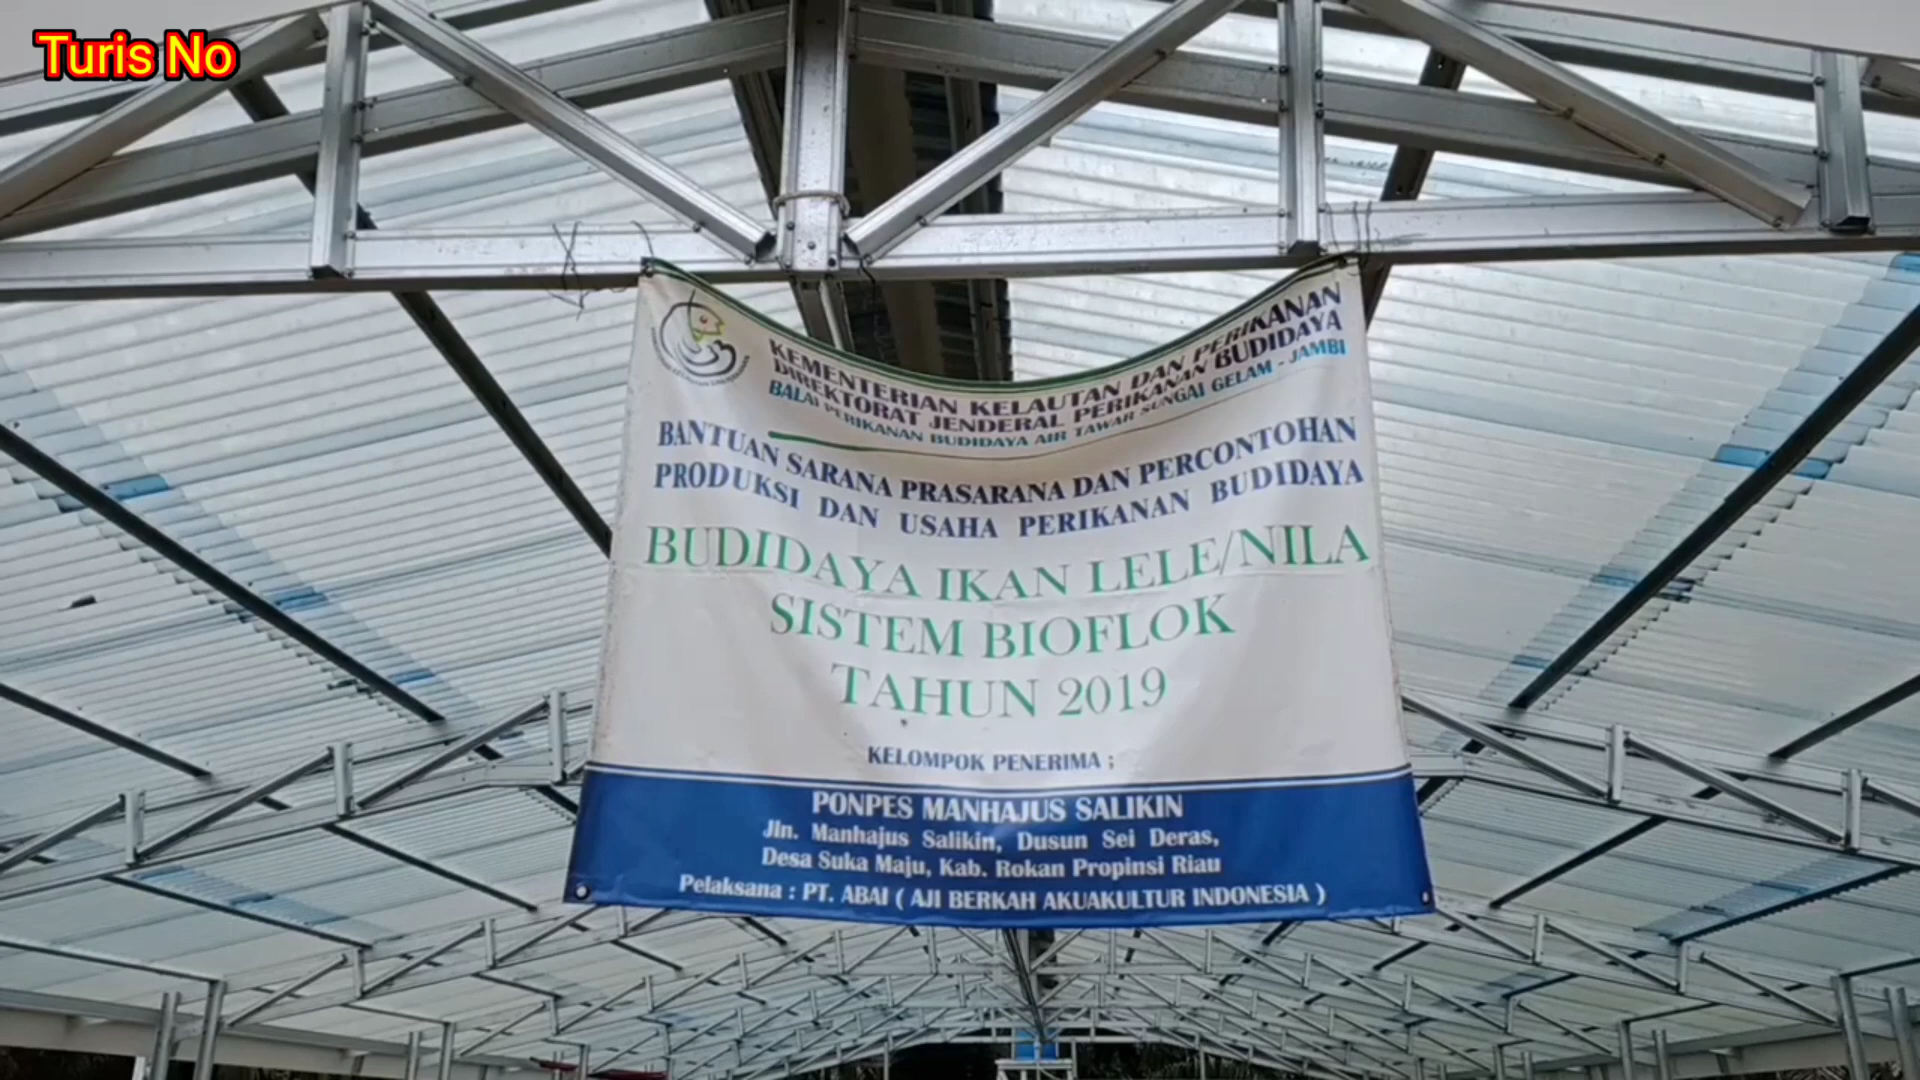 Turis No
KEMENTERIAN KELAUTAN DAN PERIKANAN
DIREKTORAT JENDERAL PERIKANAN BUDIDAYA
BALAI PERIKANAN BUDIDAYA AIR TAWAR SUNGAI GELAM - JAMBI
BANTUAN SARANA PRASARANA DAN PERCONTOHAN
PRODUKSI DAN USAHA PERIKANAN BUDIDAYA
BUDIDAYA IKAN LELE/NILA
SISTEM BIOFLOK
TAHUN 2019
KELOMPOK PENERIMA ;
PONPES MANHAJUS SALIKIN
Jln. Manhajus Salikin, Dusun Sei Deras,
Desa Suka Maju, Kab. Rokan Propinsi Riau
Pelaksana : PT. ABAI ( AJI BERKAH AKUAKULTUR INDONESIA )